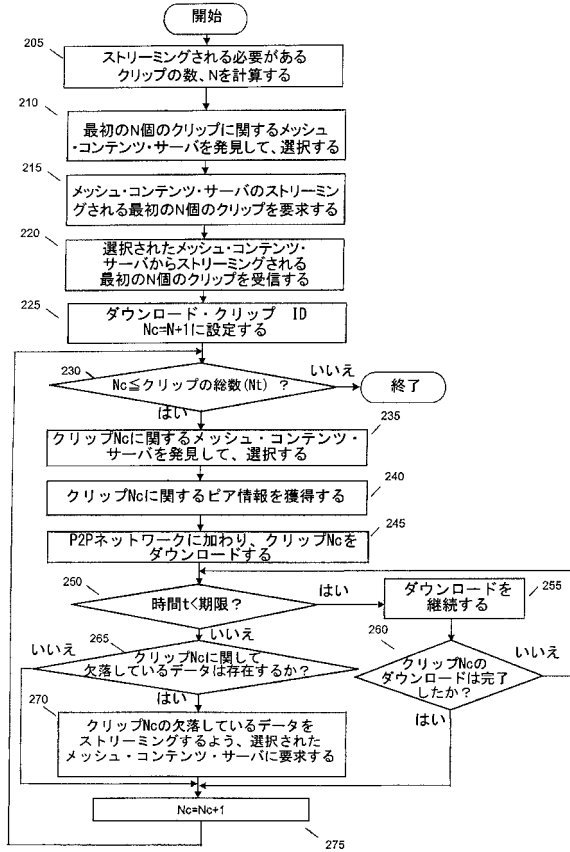 開始
205
ストリーミングされる必要がある
クリップの数、Nを計算する
210
最初のN個のクリップに関するメッシュ
・コンテンツ・サーバを発見して、選択する
215
メッシュ・コンテンツ・サーバのストリーミン
グされる最初のN個のクリップを要求する
220
選択されたメッシュ・コンテンツ・
サーバからストリーミングされる
最初のN個のクリップを受信する
225
ダウンロード・クリップ ID
Nc=N+1に設定する
230
Nc≦クリップの総数(Nt) ?
いいえ
終了
はい
235
クリップNcに関するメッシュ・コンテンツ・
サーバを発見して、選択する
240
クリップNcに関するピア情報を獲得する
245
P2Pネットワークに加わり、クリップNcを
ダウンロードする
250
時間t<期限?
はい
255
ダウンロードを
継続する
いいえ
260
クリップNcの
ダウンロードは完了
したか?
いいえ
はい
265
いいえ
クリップNcに関して
欠落しているデータは存在するか?
はい
270
クリップNcの欠落しているデータを
ストリーミングするよう、選択された
メッシュ・コンテンツ・サーバに要求する
Nc=Nc+1
275